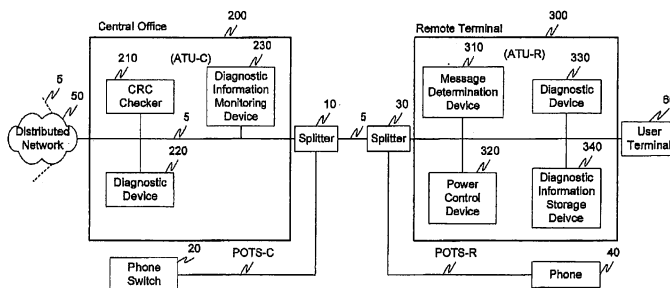 Central Office
200
Remote Terminal
300
210
(ATU-C)
230
310
(ATU-R)
330
5
50
CRC
Checker
Diagnostic
Information
Monitoring
Device
10
5
30
Message
Determination
Device
Diagnostic Device
Distributed
Network
5
Splitter
Splitter
User
Terminal
220
320
340
Diagnostic
Device
Power
Control
Device
Diagnostic
Information
Storage
Deivce
20
POTS-C
POTS-R
40
Phone
Switch
Phone